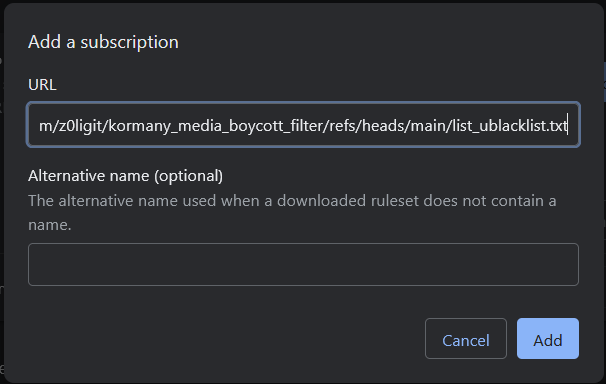 Add a subscription
URL
m/z0ligit/kormany_media_boycott_filter/refs/heads/main/list_ublacklist.txt
Alternative name (optional)
The alternative name used when a downloaded ruleset does not contain a
name.
Cancel
Add